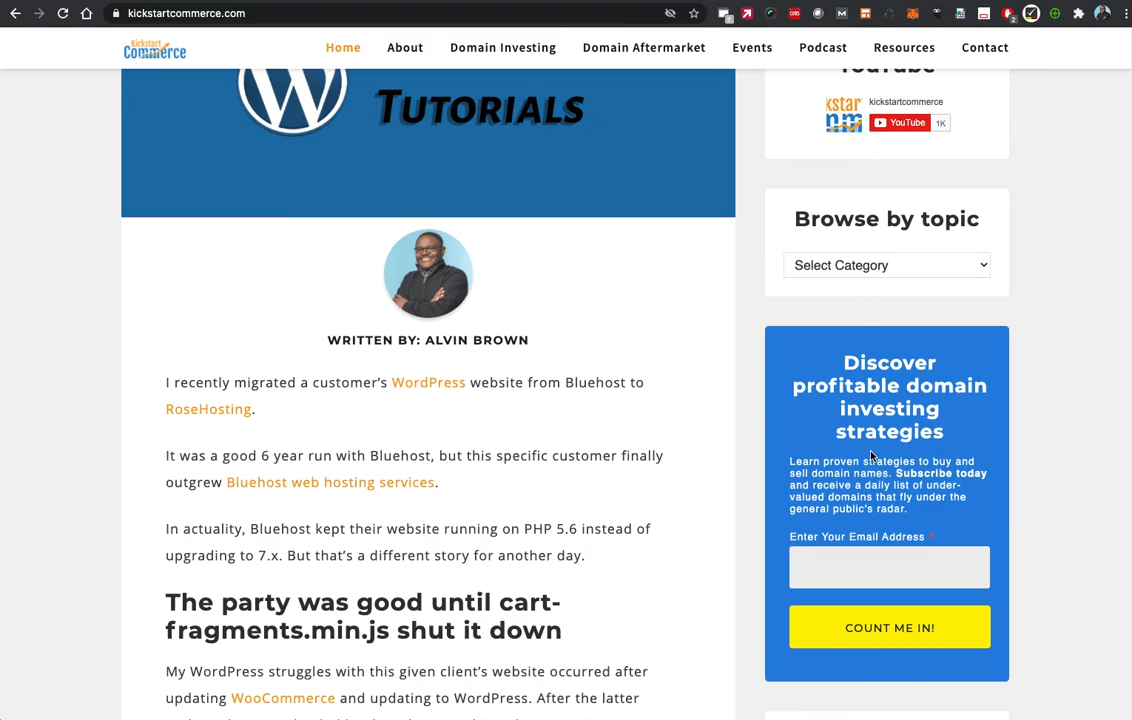 kickstartcommerce.com
Kickstart
Commerce
Home
About
Domain Investing
Domain Aftermarket
Events
Podcast
Resources
Contact
TUTORIALS
WRITTEN BY: ALVIN BROWN
I recently migrated a customer's WordPress website from Bluehost to
RoseHosting.
It was a good 6 year run with Bluehost, but this specific customer finally
outgrew Bluehost web hosting services.
In actuality, Bluehost kept their website running on PHP 5.6 instead of
upgrading to 7.x. But that's a different story for another day.
The party was good until cart-
fragments.min.js shut it down
My WordPress struggles with this given client's website occurred after
updating WooCommerce and updating to WordPress. After the latter
YouTube
kickstartcommerce
YouTube
1K
Browse by topic
Select Category
Discover
profitable domain
investing
strategies
Learn proven strategies to buy and
sell domain names. Subscribe today
and receive a daily list of under-
valued domains that fly under the
general public's radar.
Enter Your Email Address *
COUNT ME IN!